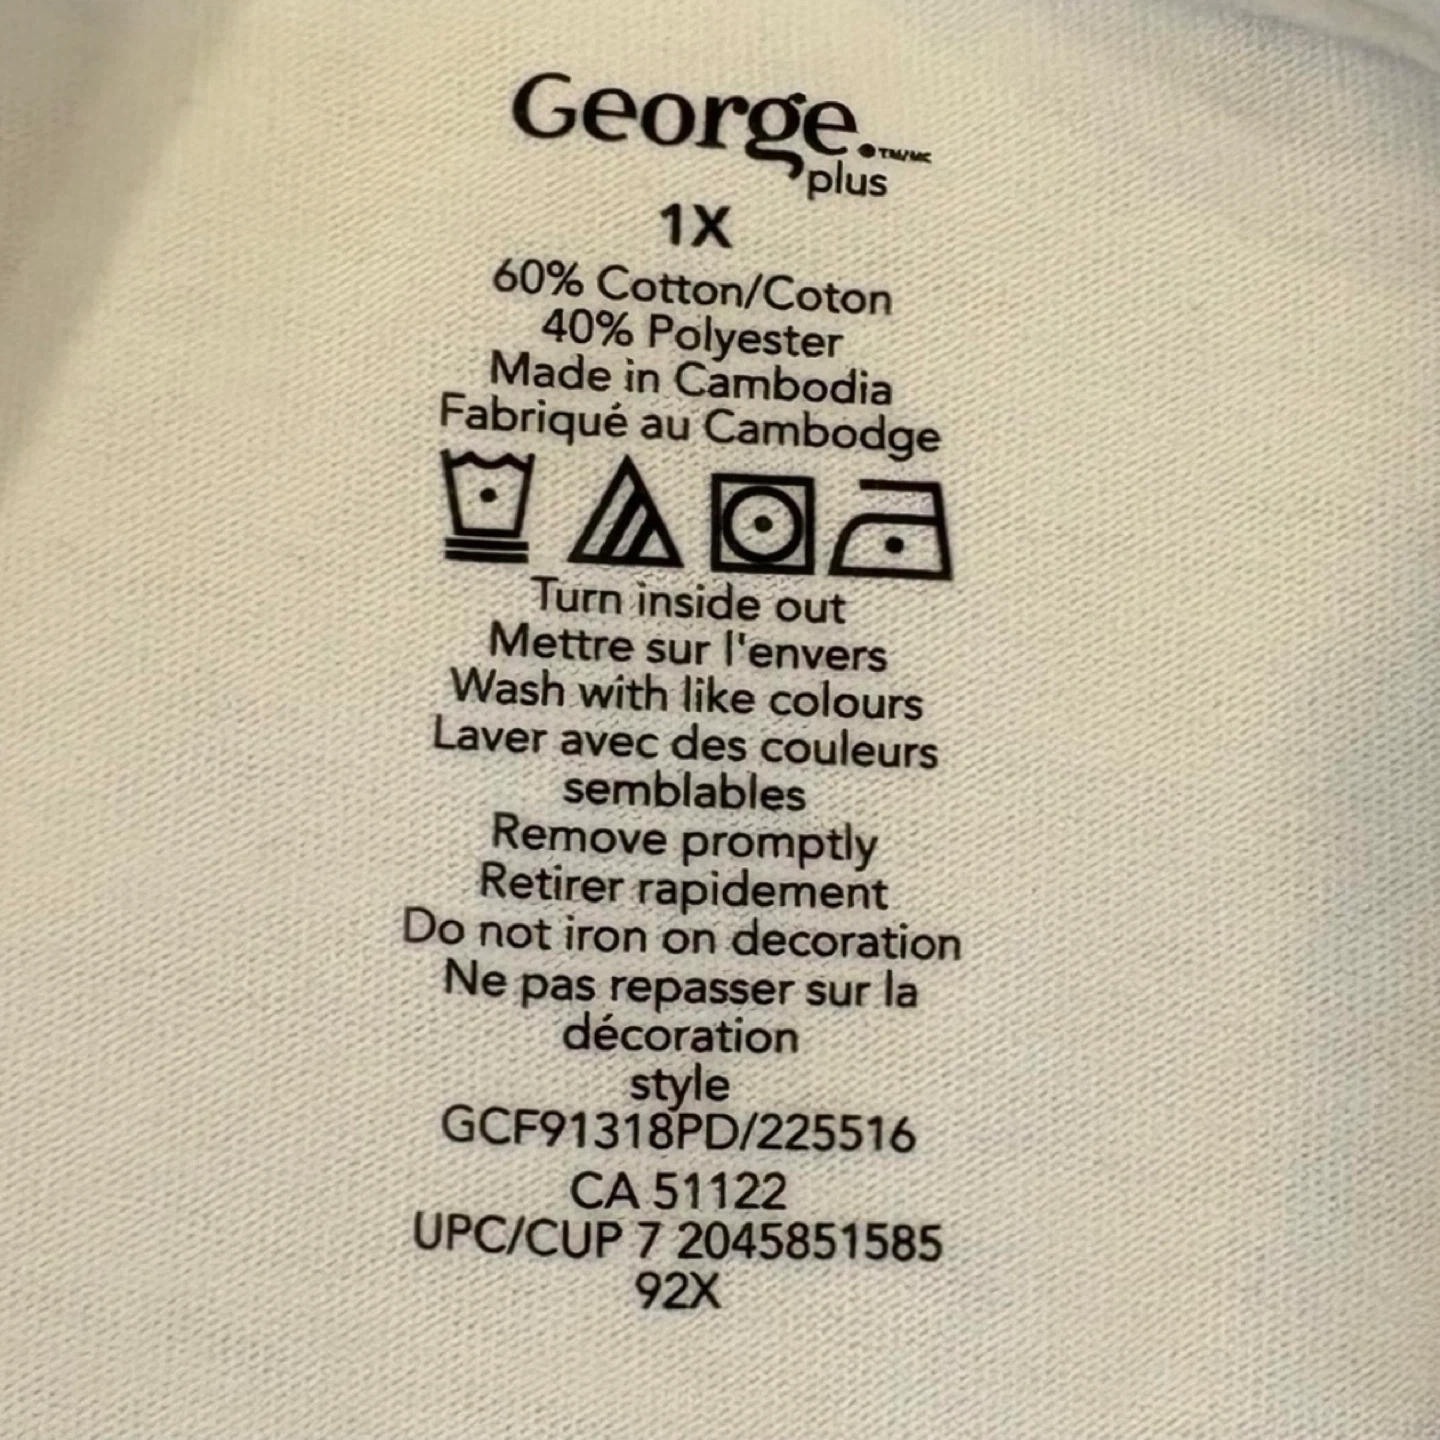 George.™/MC
plus
1X
60% Cotton/Coton
40% Polyester
Made in Cambodia
Fabriqué au Cambodge
Turn inside out
Mettre sur l'envers
Wash with like colours
Laver avec des couleurs
semblables
Remove promptly
Retirer rapidement
Do not iron on decoration
Ne pas repasser sur la
décoration
style
GCF91318PD/225516
CA 51122
UPC/CUP 7 2045851585
92X